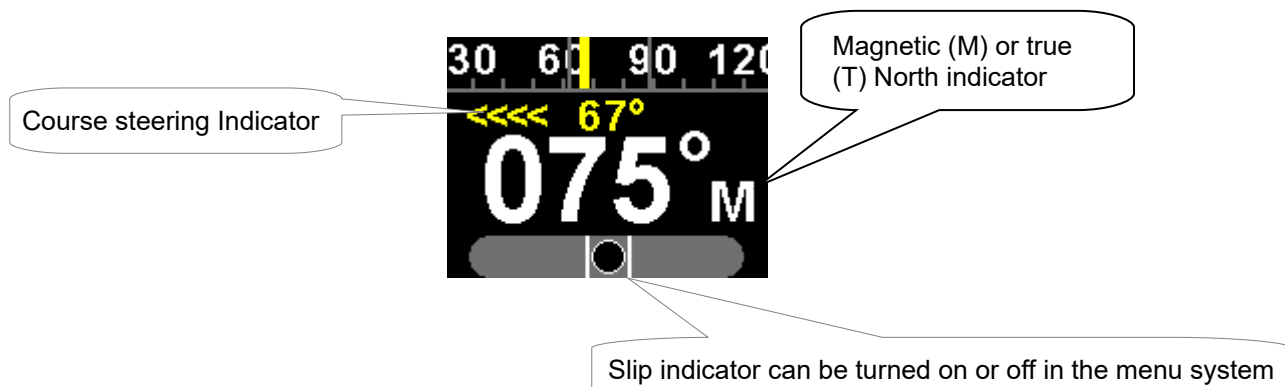 30 60 90 120
Magnetic (M) or true
(T) North indicator
Course steering Indicator
<<<< 67°
075° M
Slip indicator can be turned on or off in the menu system